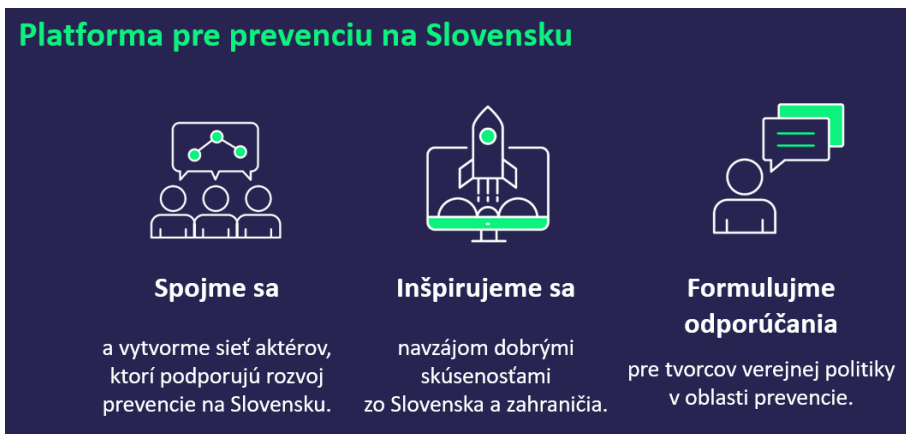 Platforma pre prevenciu na Slovensku
Spojme sa
a vytvorme sieť aktérov,
ktorí podporujú rozvoj
prevencie na Slovensku.
Inšpirujeme sa
navzájom dobrými
skúsenosťami
zo Slovenska a zahraničia.
Formulujme
odporúčania
pre tvorcov verejnej politiky
v oblasti prevencie.